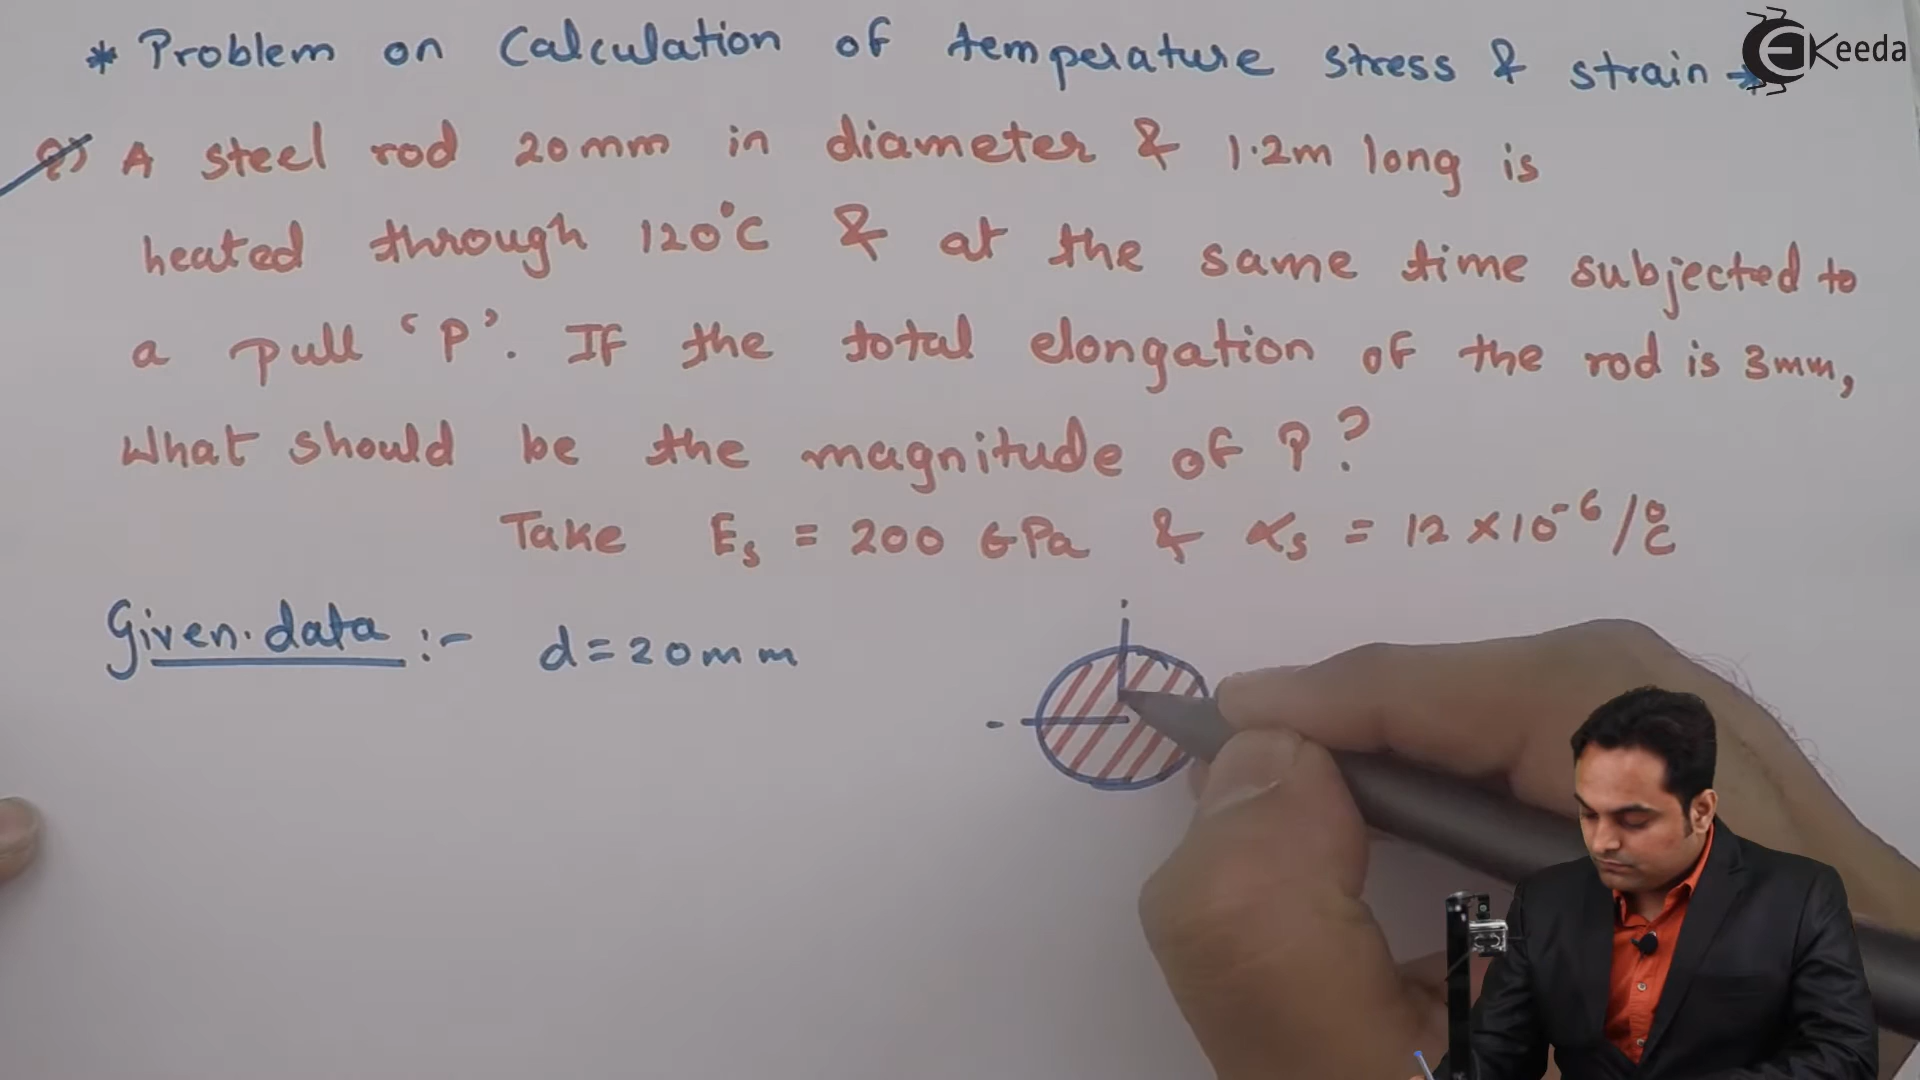 * Problem on Calculation of temperature stress & strain →
EKeeda
Q) A steel rod 20mm in diameter & 1.2m long is
heated through 120°C & at the same time subjected to
a pull 'P'. If the total elongation of the rod is 3mm,
What should be the magnitude of P?
Take Es = 200 GPa & αs = 12 × 10⁻⁶ /°C
Given data :- d = 20mm